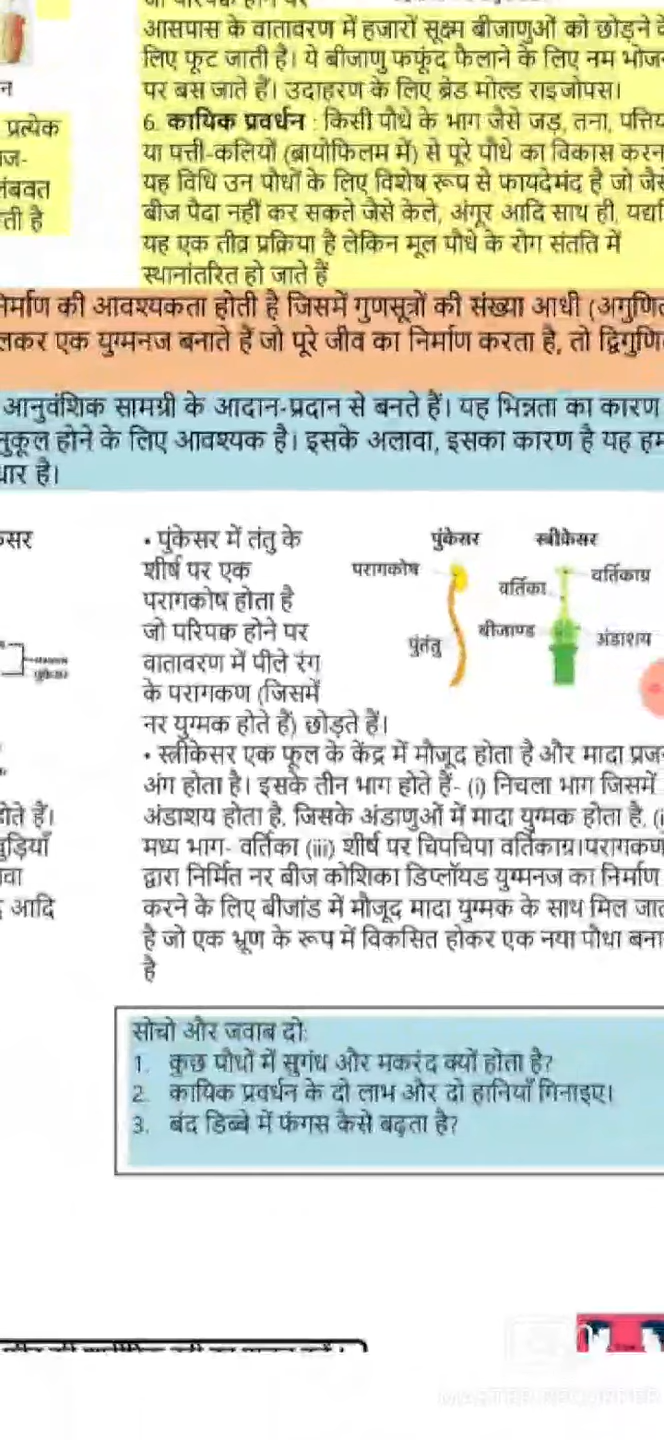 आसपास के वातावरण में हजारों सूक्ष्म बीजाणुओं को छोड़ने के
लिए फूट जाती है। ये बीजाणु फफूंद फैलाने के लिए नम भोज
पर बस जाते हैं। उदाहरण के लिए ब्रेड मोल्ड राइजोपस।
6. कायिक प्रवर्धन : किसी पौधे के भाग जैसे जड़, तना, पत्तिय
या पत्ती-कलियों (ब्रायोफिलम में) से पूरे पौधे का विकास करन
यह विधि उन पौधों के लिए विशेष रूप से फायदेमंद है जो जैसे
बीज पैदा नहीं कर सकते जैसे केले, अंगूर आदि साथ ही, यद्यि
यह एक तीव्र प्रक्रिया है लेकिन मूल पौधे के रोग संतति में
स्थानांतरित हो जाते हैं
न
प्रत्येक
ज-
लंबवत
ती है
नेर्माण की आवश्यकता होती है जिसमें गुणसूत्रों की संख्या आधी (अगुणित
लकर एक युग्मनज बनाते हैं जो पूरे जीव का निर्माण करता है, तो द्विगुणि
आनुवंशिक सामग्री के आदान-प्रदान से बनते हैं। यह भिन्नता का कारण
नुकूल होने के लिए आवश्यक है। इसके अलावा, इसका कारण है यह हम
धार है।
सर
• पुंकेसर में तंतु के
शीर्ष पर एक
परागकोष होता है
जो परिपक्व होने पर
वातावरण में पीले रंग
के परागकण (जिसमें
नर युग्मक होते हैं) छोड़ते हैं।
पुंकेसर
स्त्रीकेसर
परागकोष
पुंतंतु
वर्तिकाग्र
वर्तिका
बीजाण्ड
अंडाशय
• स्त्रीकेसर एक फूल के केंद्र में मौजूद होता है और मादा प्रज
अंग होता है। इसके तीन भाग होते हैं- (i) निचला भाग जिसमें
अंडाशय होता है, जिसके अंडाणुओं में मादा युग्मक होता है, (i
मध्य भाग- वर्तिका (iii) शीर्ष पर चिपचिपा वर्तिकाग्र।परागकण
द्वारा निर्मित नर बीज कोशिका डिप्लॉयड युग्मनज का निर्माण
करने के लिए बीजांड में मौजूद मादा युग्मक के साथ मिल जात
है जो एक भ्रूण के रूप में विकसित होकर एक नया पौधा बना
है
होते हैं।
खुड़ियाँ
वा
आदि
सोचो और जवाब दो:
1. कुछ पौधों में सुगंध और मकरंद क्यों होता है?
2. कायिक प्रवर्धन के दो लाभ और दो हानियाँ गिनाइए।
3. बंद डिब्बे में फंगस कैसे बढ़ता है?